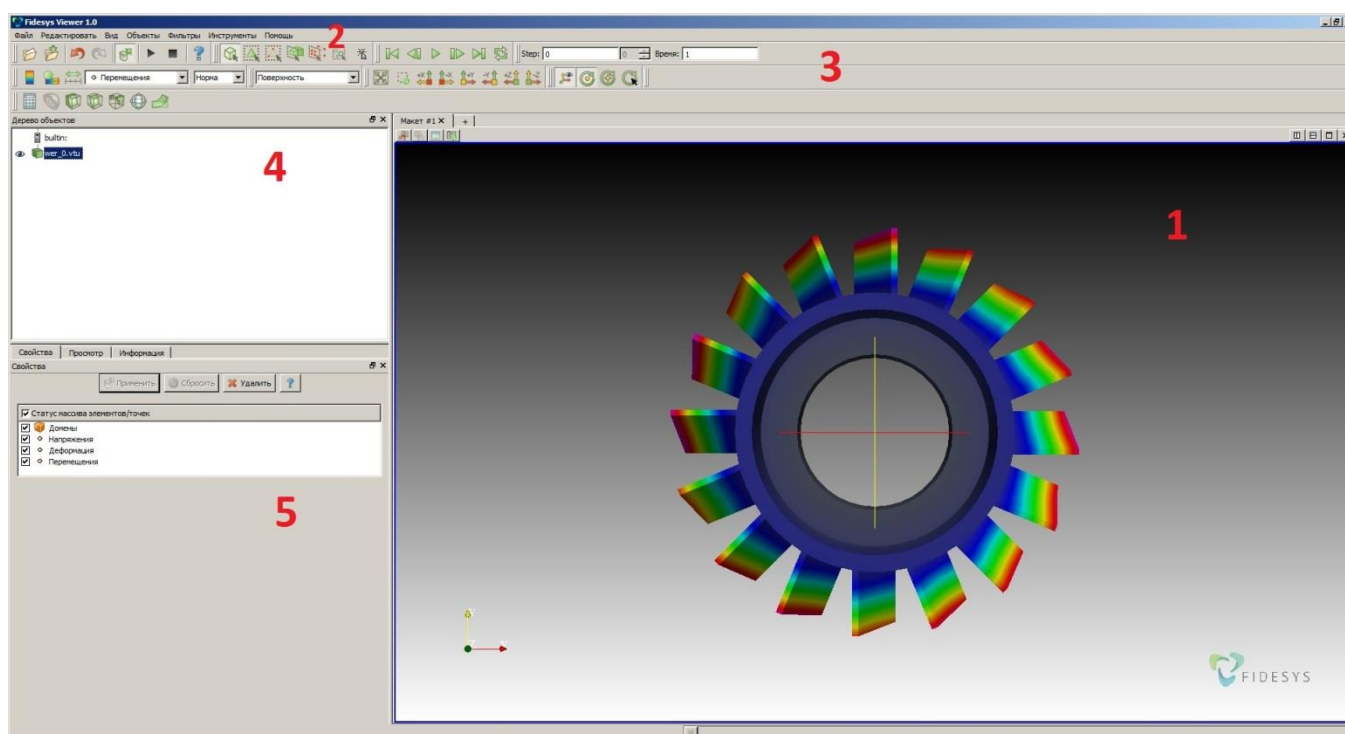 Fidesys Viewer 1.0
Файл Редактировать Вид Объекты Фильтры Инструменты Помощь
2
Step: 0 0 Время: 1
3
Перемещения Норма Поверхность
Дерево объектов
Макет #1 X +
builtin:
wer_0.vtu
4
1
Свойства Просмотр Информация
Свойства
Применить Сбросить Удалить ?
Статус массива элементов/точек
Домены
Напряжения
Деформация
Перемещения
5
Y
FIDESYS